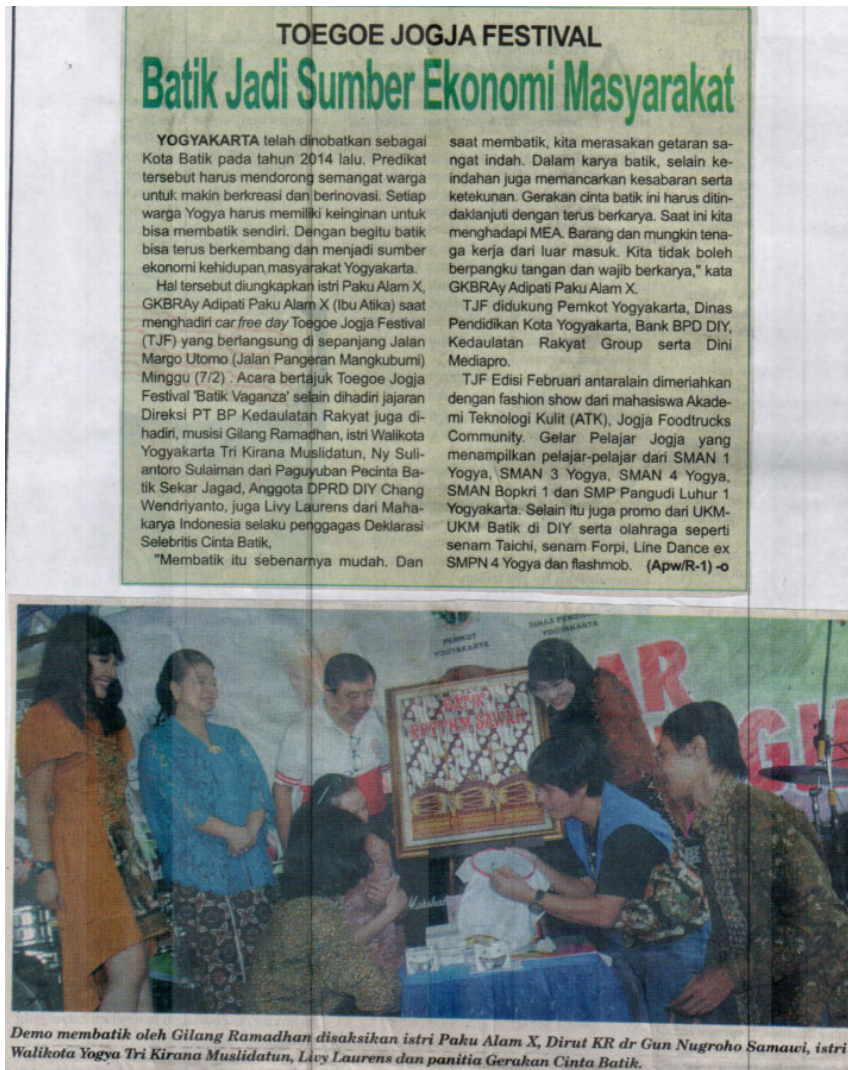 TOEGOE JOGJA FESTIVAL
Batik Jadi Sumber Ekonomi Masyarakat
YOGYAKARTA telah dinobatkan sebagai
Kota Batik pada tahun 2014 lalu. Predikat
tersebut harus mendorong semangat warga
untuk makin berkreasi dan berinovasi. Setiap
warga Yogya harus memiliki keinginan untuk
bisa membatik sendiri. Dengan begitu batik
bisa terus berkembang dan menjadi sumber
ekonomi kehidupan masyarakat Yogyakarta.
Hal tersebut diungkapkan istri Paku Alam X,
GKBRAy Adipati Paku Alam X (Ibu Atika) saat
menghadiri car free day Toegoe Jogja Festival
(TJF) yang berlangsung di sepanjang Jalan
Margo Utomo (Jalan Pangeran Mangkubumi)
Minggu (7/2) . Acara bertajuk Toegoe Jogja
Festival 'Batik Vaganza' selain dihadiri jajaran
Direksi PT BP Kedaulatan Rakyat juga di-
hadiri, musisi Gilang Ramadhan, istri Walikota
Yogyakarta Tri Kirana Muslidatun, Ny Suli-
antoro Sulaiman dari Paguyuban Pecinta Ba-
tik Sekar Jagad, Anggota DPRD DIY Chang
Wendriyanto, juga Livy Laurens dari Maha-
karya Indonesia selaku penggagas Deklarasi
Selebritis Cinta Batik,
"Membatik itu sebenarnya mudah. Dan
saat membatik, kita merasakan getaran sa-
ngat indah. Dalam karya batik, selain ke-
indahan juga memancarkan kesabaran serta
ketekunan. Gerakan cinta batik ini harus ditin-
daklanjuti dengan terus berkarya. Saat ini kita
menghadapi MEA. Barang dan mungkin tena-
ga kerja dari luar masuk. Kita tidak boleh
berpangku tangan dan wajib berkarya," kata
GKBRAy Adipati Paku Alam X.
TJF didukung Pemkot Yogyakarta, Dinas
Pendidikan Kota Yogyakarta, Bank BPD DIY,
Kedaulatan Rakyat Group serta Dini
Mediapro.
TJF Edisi Februari antaralain dimeriahkan
dengan fashion show dari mahasiswa Akade-
mi Teknologi Kulit (ATK), Jogja Foodtrucks
Community. Gelar Pelajar Jogja yang
menampilkan pelajar-pelajar dari SMAN 1
Yogya, SMAN 3 Yogya, SMAN 4 Yogya,
SMAN Bopkri 1 dan SMP Pangudi Luhur 1
Yogyakarta. Selain itu juga promo dari UKM-
UKM Batik di DIY serta olahraga seperti
senam Taichi, senam Forpi, Line Dance ex
SMPN 4 Yogya dan flashmob. (Apw/R-1) -o
PEMKOT
YOGYAKARTA
DINAS PENDIDI
YOGYAKARTA
AR
BATIK
RHYTHM SAWAH
Marshall
Demo membatik oleh Gilang Ramadhan disaksikan istri Paku Alam X, Dirut KR dr Gun Nugroho Samawi, istri
Walikota Yogya Tri Kirana Muslidatun, Livy Laurens dan panitia Gerakan Cinta Batik.